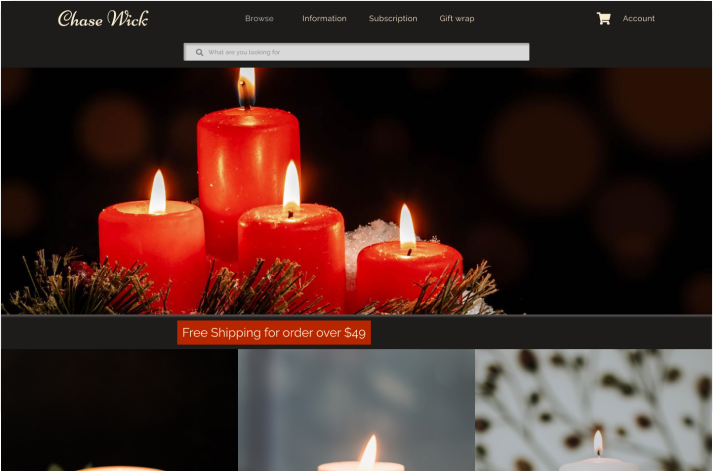 Chase Wick
Browse
Information
Subscription
Gift wrap
Account
What are you looking for
Free Shipping for order over $49